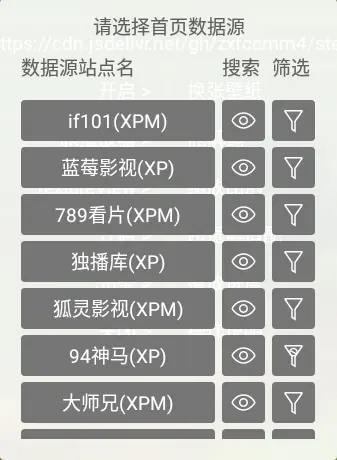 请选择首页数据源
ttps://cdn.jsdelivr.net/gh/zxfccmm4/ste
数据源站点名 搜索 筛选
开启 > 换张壁纸
if101(XPM)
蓝莓影视(XP)
789看片(XPM)
独播库(XP)
狐灵影视(XPM)
94神马(XP)
大师兄(XPM)